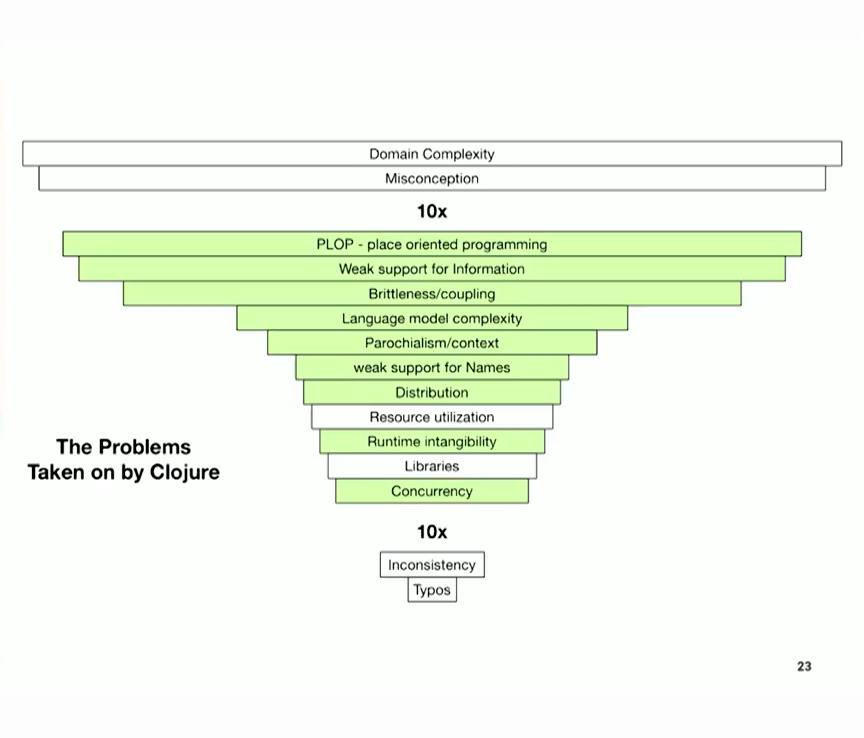 Domain Complexity
Misconception
10x
PLOP - place oriented programming
Weak support for Information
Brittleness/coupling
Language model complexity
Parochialism/context
weak support for Names
Distribution
Resource utilization
Runtime intangibility
Libraries
Concurrency
The Problems
Taken on by Clojure
10x
Inconsistency
Typos
23